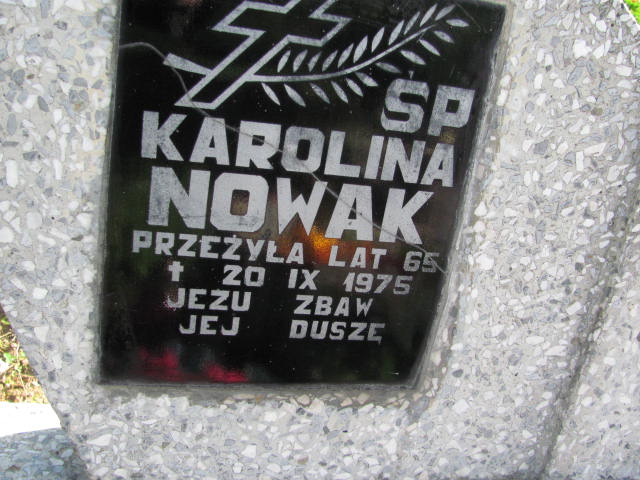 ŚP
KAROLINA
NOWAK
PRZEŻYŁA LAT 65
† 20 IX 1975
JEZU ZBAW
JEJ DUSZĘ